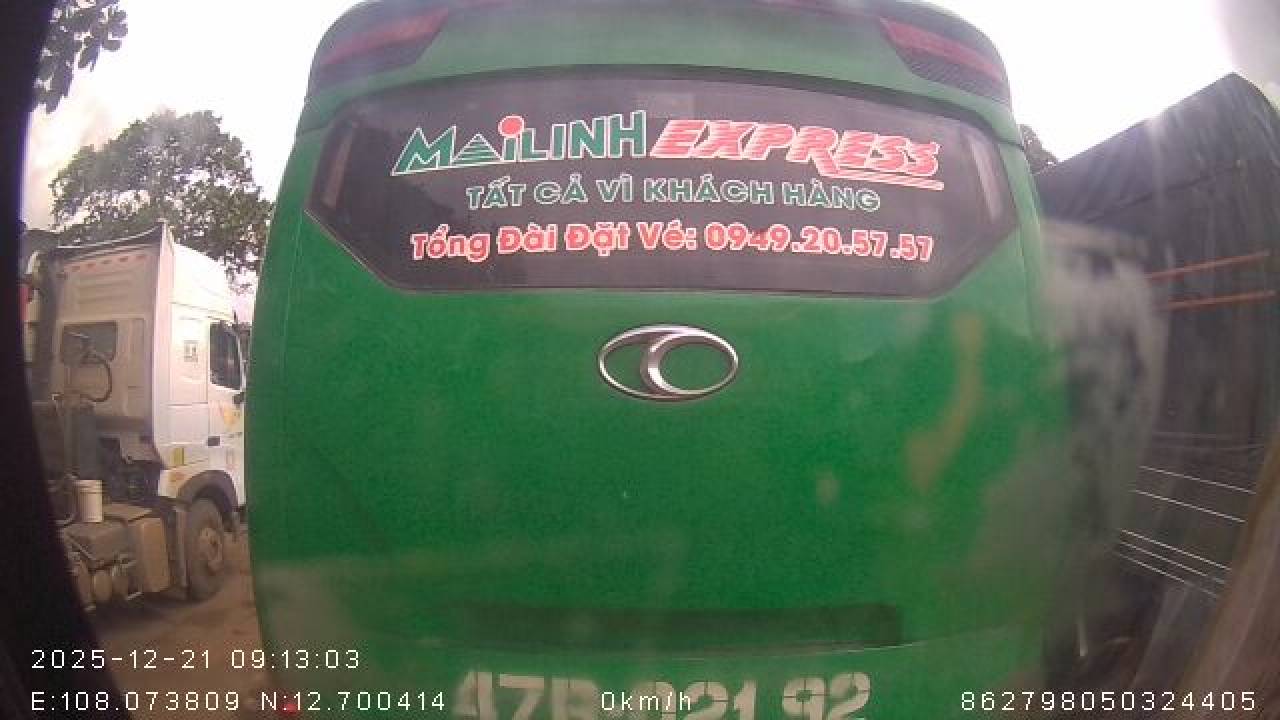 MAiLINH EXPRESS
TẤT CẢ VÌ KHÁCH HÀNG
Tổng Đài Đặt Vé: 0949.20.57.57
2025-12-21 09:13:03
E:108.073809 N:12.700414 0km/h 862798050324405